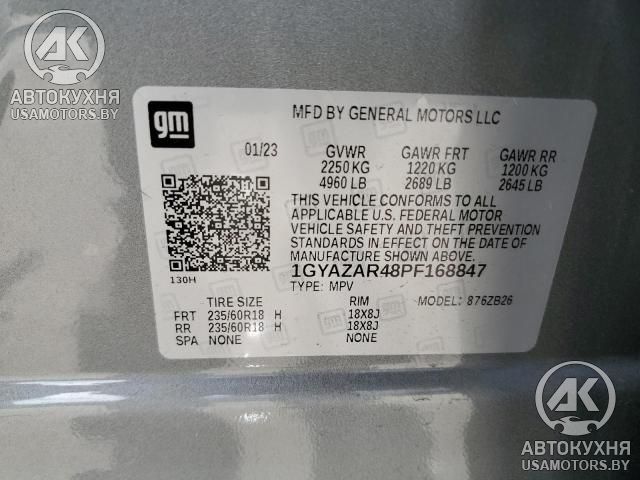 АВТОКУХНЯ
USAMOTORS.BY
gm
MFD BY GENERAL MOTORS LLC
01/23 GVWR GAWR FRT GAWR RR
2250 KG 1220 KG 1200 KG
4960 LB 2689 LB 2645 LB
THIS VEHICLE CONFORMS TO ALL
APPLICABLE U.S. FEDERAL MOTOR
VEHICLE SAFETY AND THEFT PREVENTION
STANDARDS IN EFFECT ON THE DATE OF
MANUFACTURE SHOWN ABOVE.
1GYAZAR48PF168847
130H
TYPE: MPV
MODEL: 876ZB26
TIRE SIZE RIM
FRT 235/60R18 H 18X8J
RR 235/60R18 H 18X8J
SPA NONE NONE
АК
АВТОКУХНЯ
USAMOTORS.BY